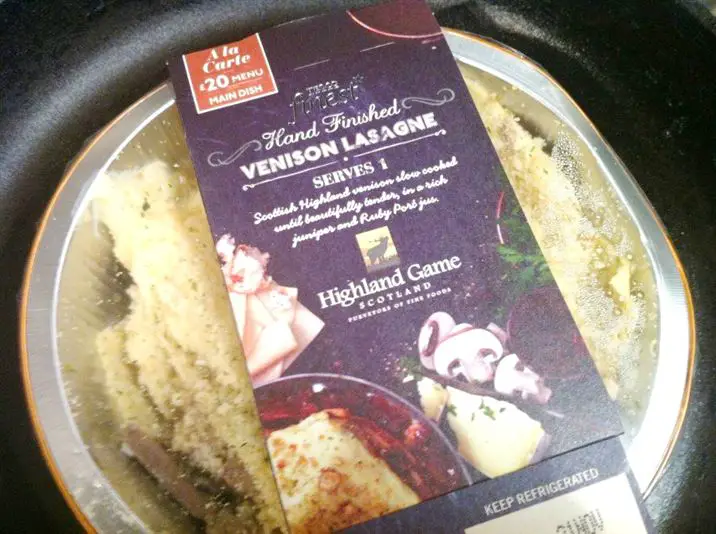 A la
Carte
£20 MENU
MAIN DISH
TESCO
finest
Hand Finished
VENISON LASAGNE
SERVES 1
Scottish Highland venison slow cooked
until beautifully tender, in a rich
juniper and Ruby Port jus.
Highland Game
SCOTLAND
PURVEYORS OF FINE FOODS
KEEP REFRIGERATED